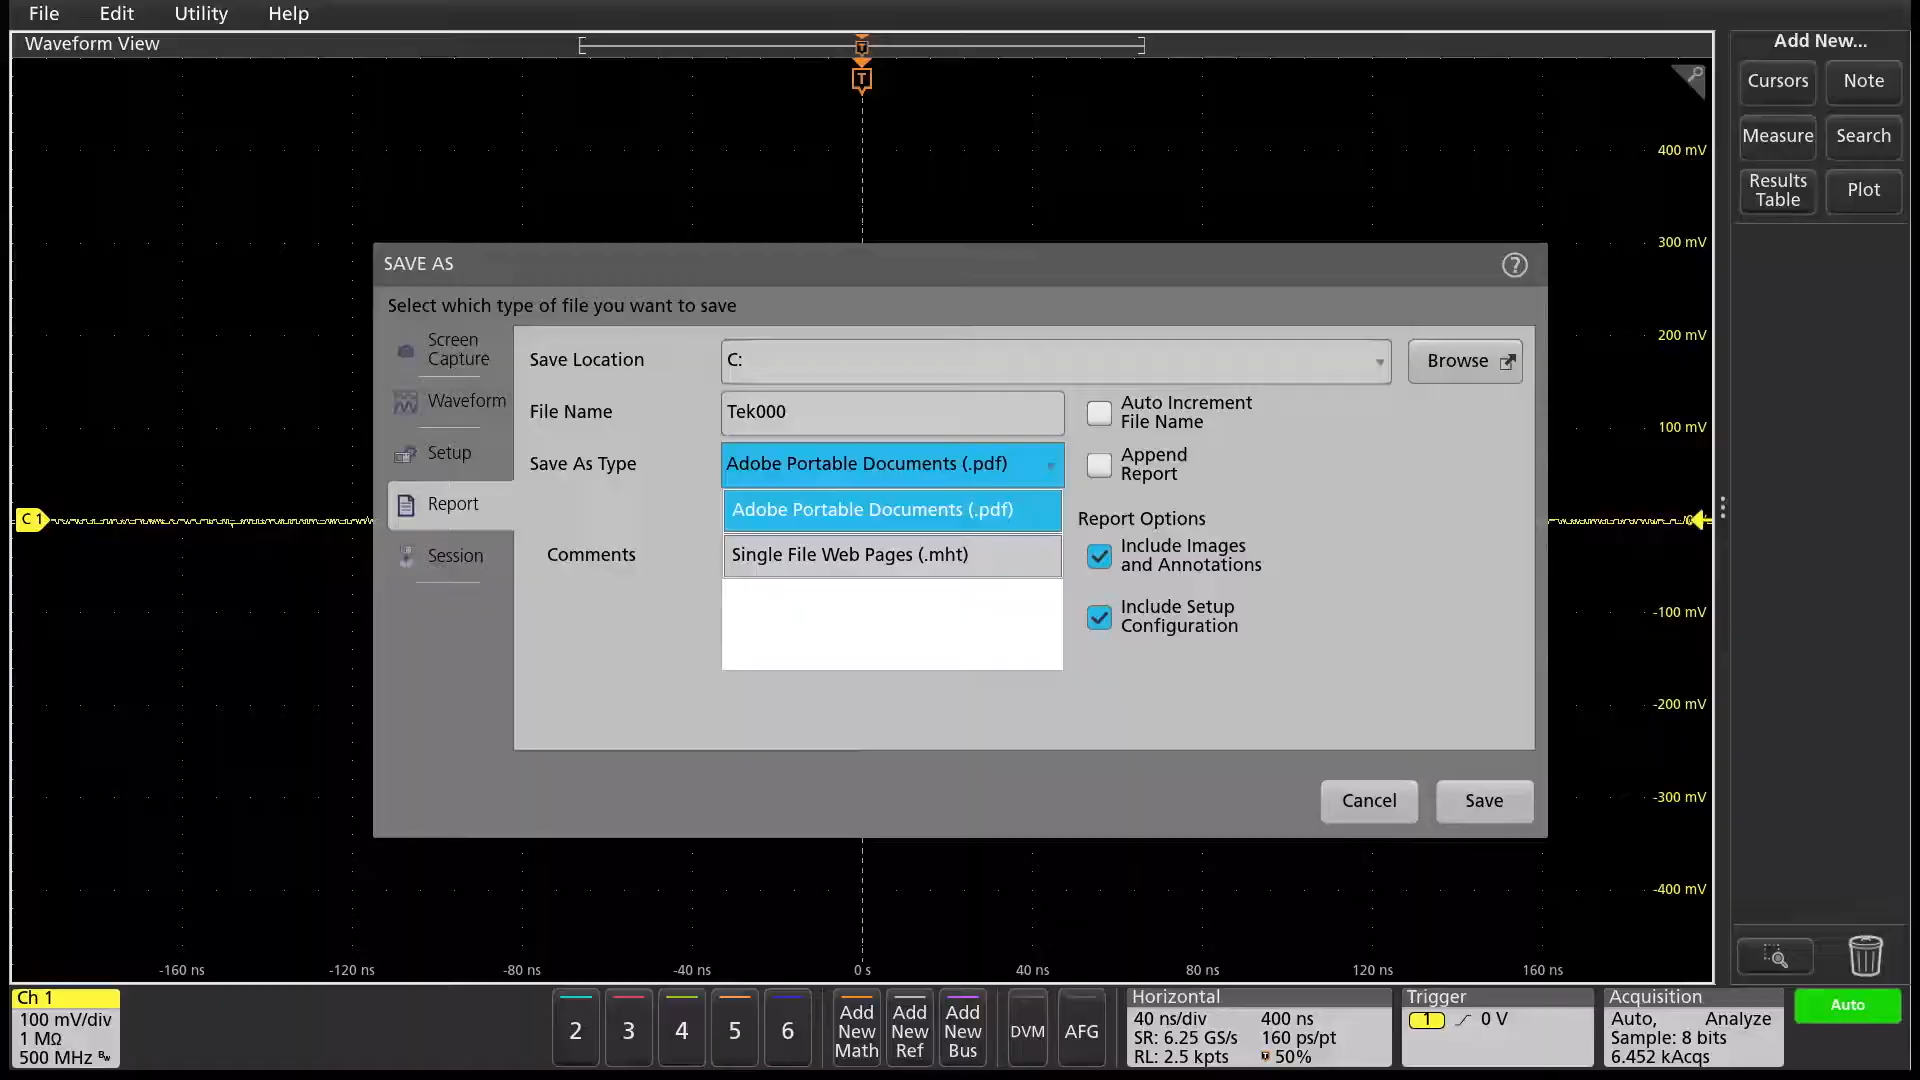 File Edit Utility Help
Waveform View
T
T
Add New...
Cursors Note
Measure Search
Results
Table
Plot
400 mV
300 mV
200 mV
100 mV
-100 mV
-200 mV
-300 mV
-400 mV
C 1
SAVE AS
?
Select which type of file you want to save
Screen
Capture
Waveform
Setup
Report
Session
Save Location C: Browse
File Name Tek000
Auto Increment
File Name
Save As Type Adobe Portable Documents (.pdf)
Append
Report
Adobe Portable Documents (.pdf)
Single File Web Pages (.mht)
Comments
Report Options
Include Images
and Annotations
Include Setup
Configuration
Cancel Save
-160 ns -120 ns -80 ns -40 ns 0 s 40 ns 80 ns 120 ns 160 ns
Ch 1
100 mV/div
1 MΩ
500 MHz Bw
2 3 4 5 6
Add
New
Math
Add
New
Ref
Add
New
Bus
DVM AFG
Horizontal
40 ns/div 400 ns
SR: 6.25 GS/s 160 ps/pt
RL: 2.5 kpts 50%
Trigger
1 0 V
Acquisition
Auto, Analyze
Sample: 8 bits
6.452 kAcqs
Auto